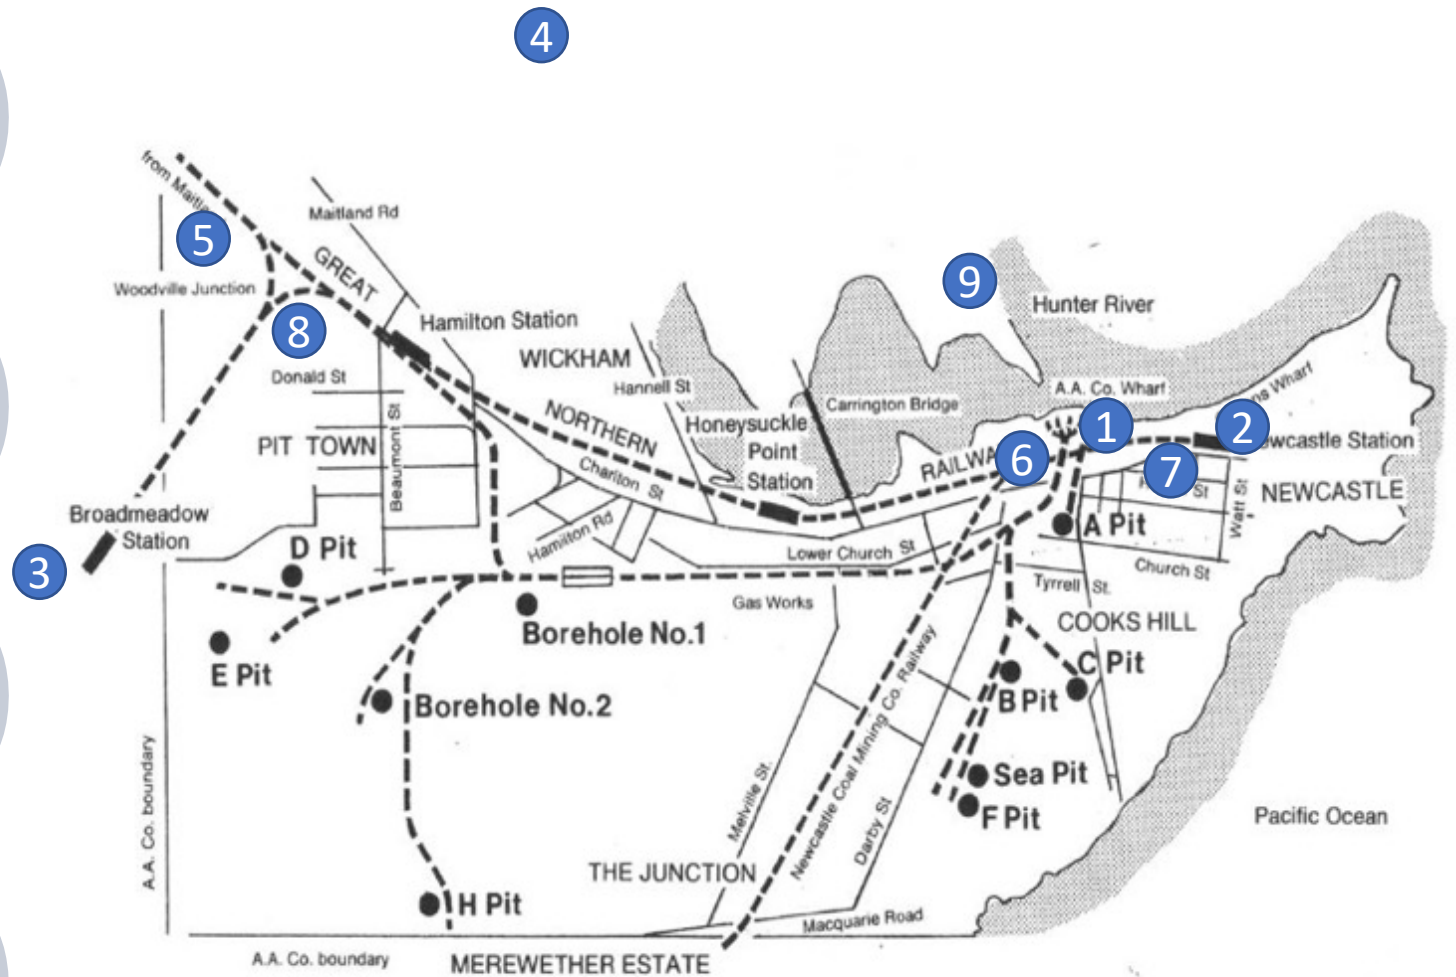 4
from
Maitland Rd
5
GREAT
9
Hunter River
Woodville Junction
8
Hamilton Station
WICKHAM
Donald St
Hannell St
A.A. Co. Wharf
Carrington Bridge
Wharf
1
2
Station
NORTHERN
Honeysuckle
Point
Station
PIT TOWN
Beaumont St
Charlton St
6
7
St
Watt St
NEWCASTLE
Broadmeadow
Station
3
D Pit
Hamilton Rd
Lower Church St
A Pit
Church St
Tyrrell St.
Gas Works
COOKS HILL
Borehole No.1
E Pit
C Pit
B Pit
Borehole No.2
Newcastle Coal Mining Co. Railway
Sea Pit
F Pit
Melville St.
Darby St
Pacific Ocean
A.A. Co. boundary
THE JUNCTION
H Pit
Macquarie Road
A.A. Co. boundary
MEREWETHER ESTATE